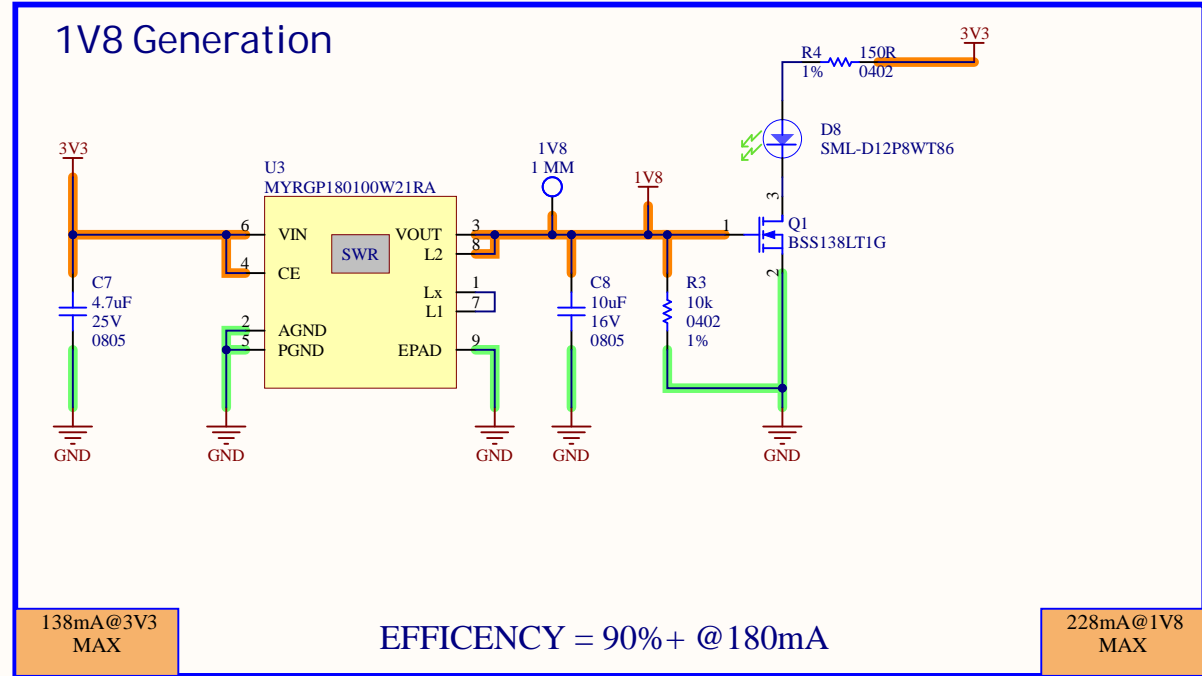 1V8 Generation
3V3
R4 150R
1% 0402
D8
SML-D12P8WT86
3V3
U3
MYRGP180100W21RA
1V8
1 MM
1V8
6 VIN
VOUT 3
L2 8
SWR
4 CE
Lx 1
L1 7
2 AGND
5 PGND
EPAD 9
C7
4.7uF
25V
0805
C8
10uF
16V
0805
R3
10k
0402
1%
3
1
Q1
BSS138LT1G
2
GND
GND
GND
GND
GND
138mA@3V3
MAX
EFFICENCY = 90%+ @180mA
228mA@1V8
MAX